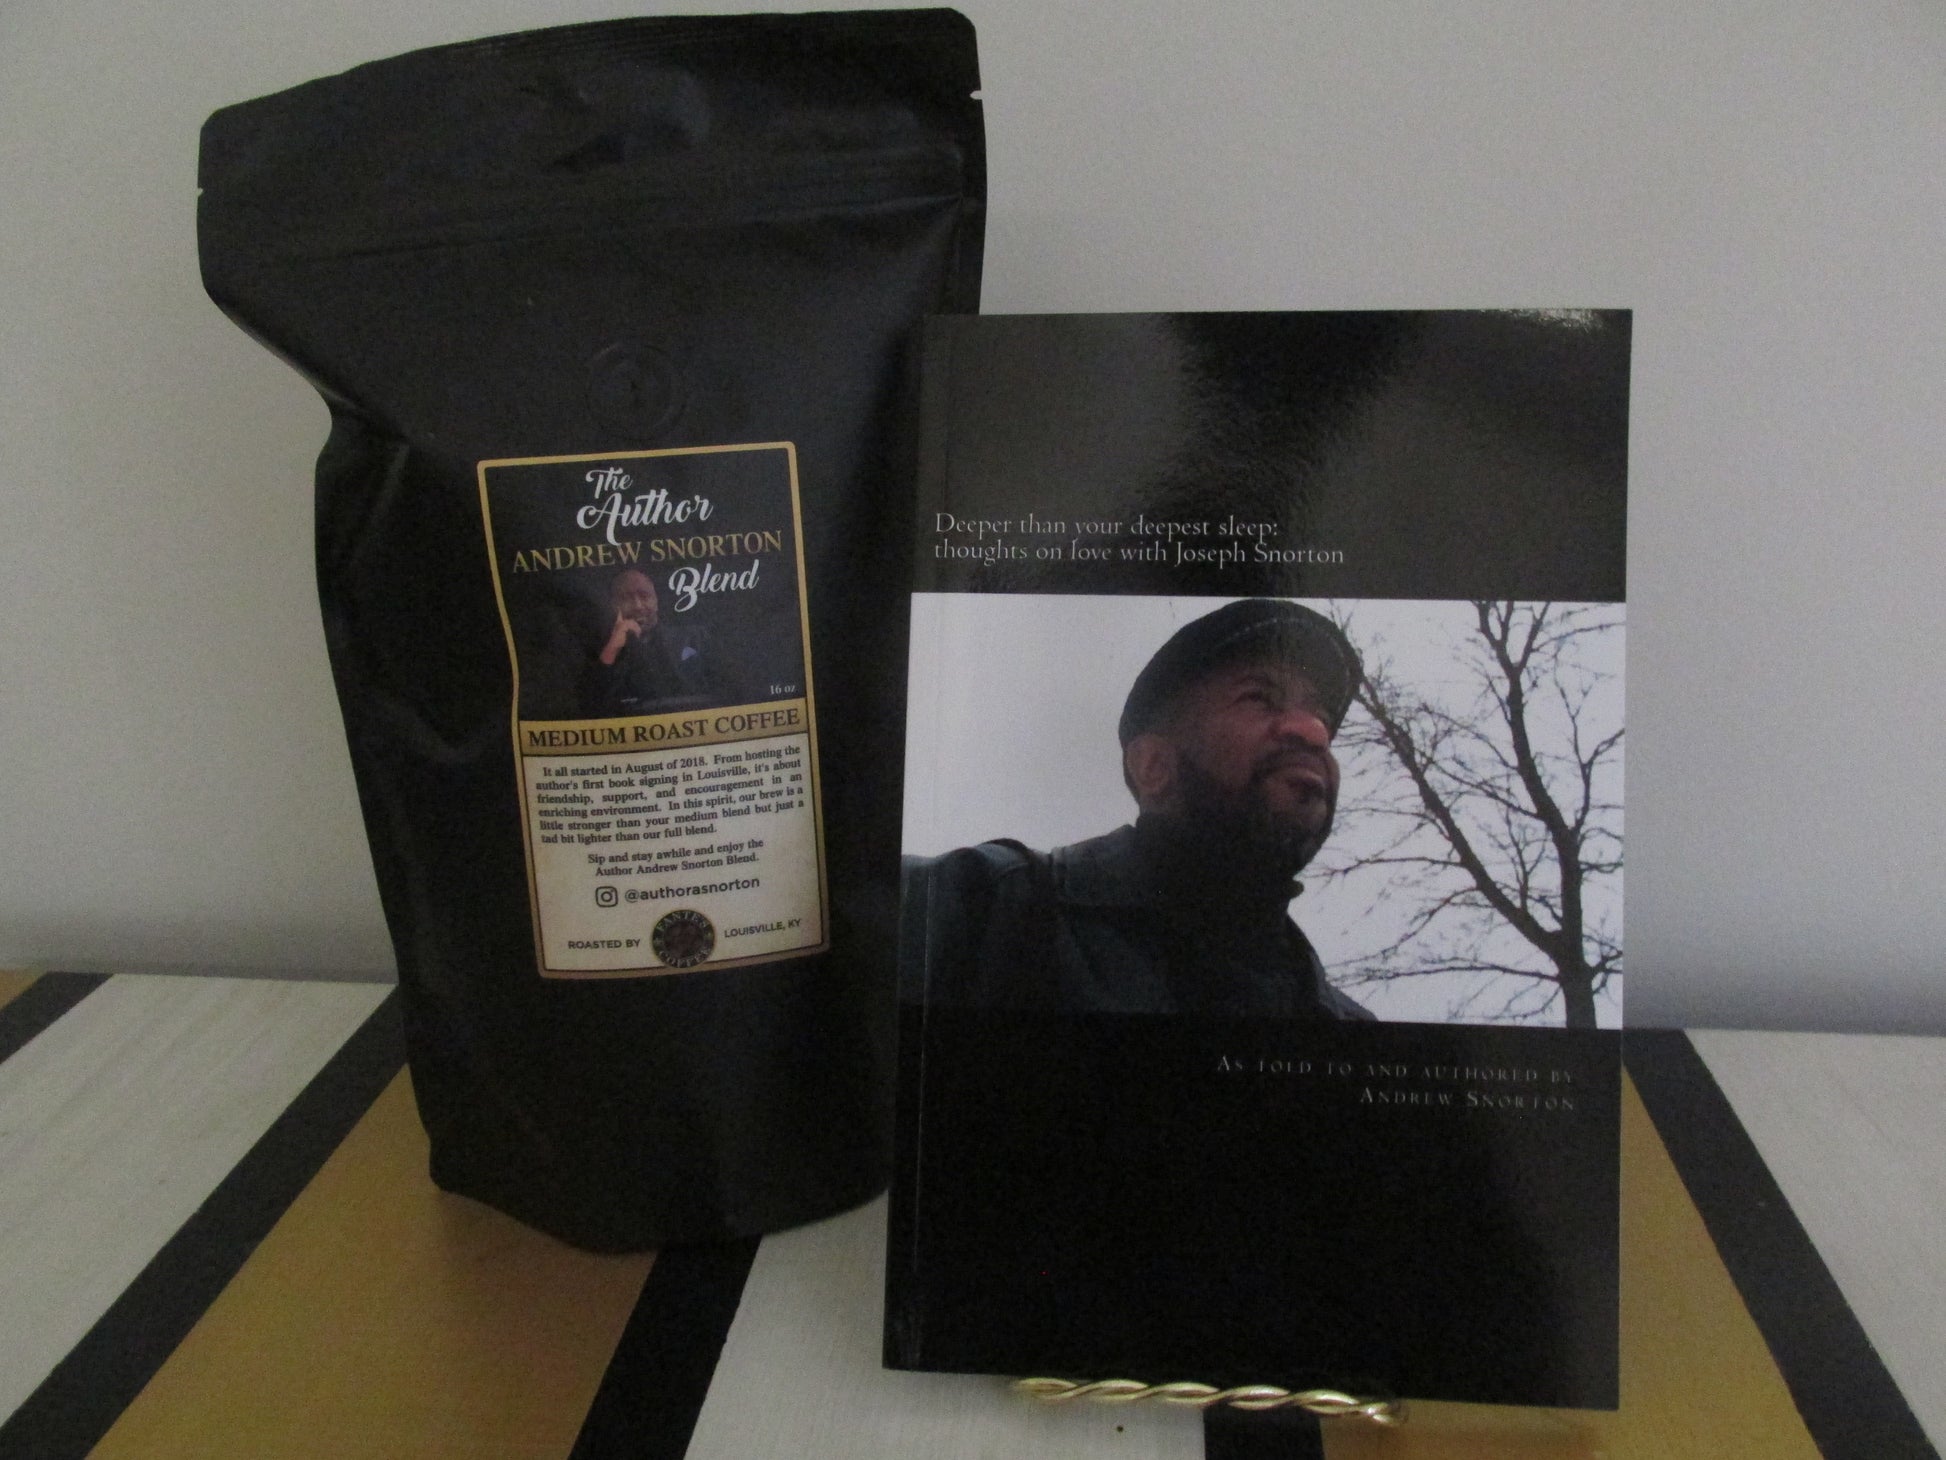 The
Author
ANDREW SNORTON
Blend
16 oz
MEDIUM ROAST COFFEE
It all started in August of 2018. From hosting the
author's first book signing in Louisville, it's about
friendship, support, and encouragement in an
enriching environment. In this spirit, our brew is a
little stronger than your medium blend but just a
tad bit lighter than our full blend.
Sip and stay awhile and enjoy the
Author Andrew Snorton Blend.
@authorasnorton
ROASTED BY
FANTE'S
COFFEE
LOUISVILLE, KY
Deeper than your deepest sleep:
thoughts on love with Joseph Snorton
AS TOLD TO AND AUTHORED BY
ANDREW SNORTON